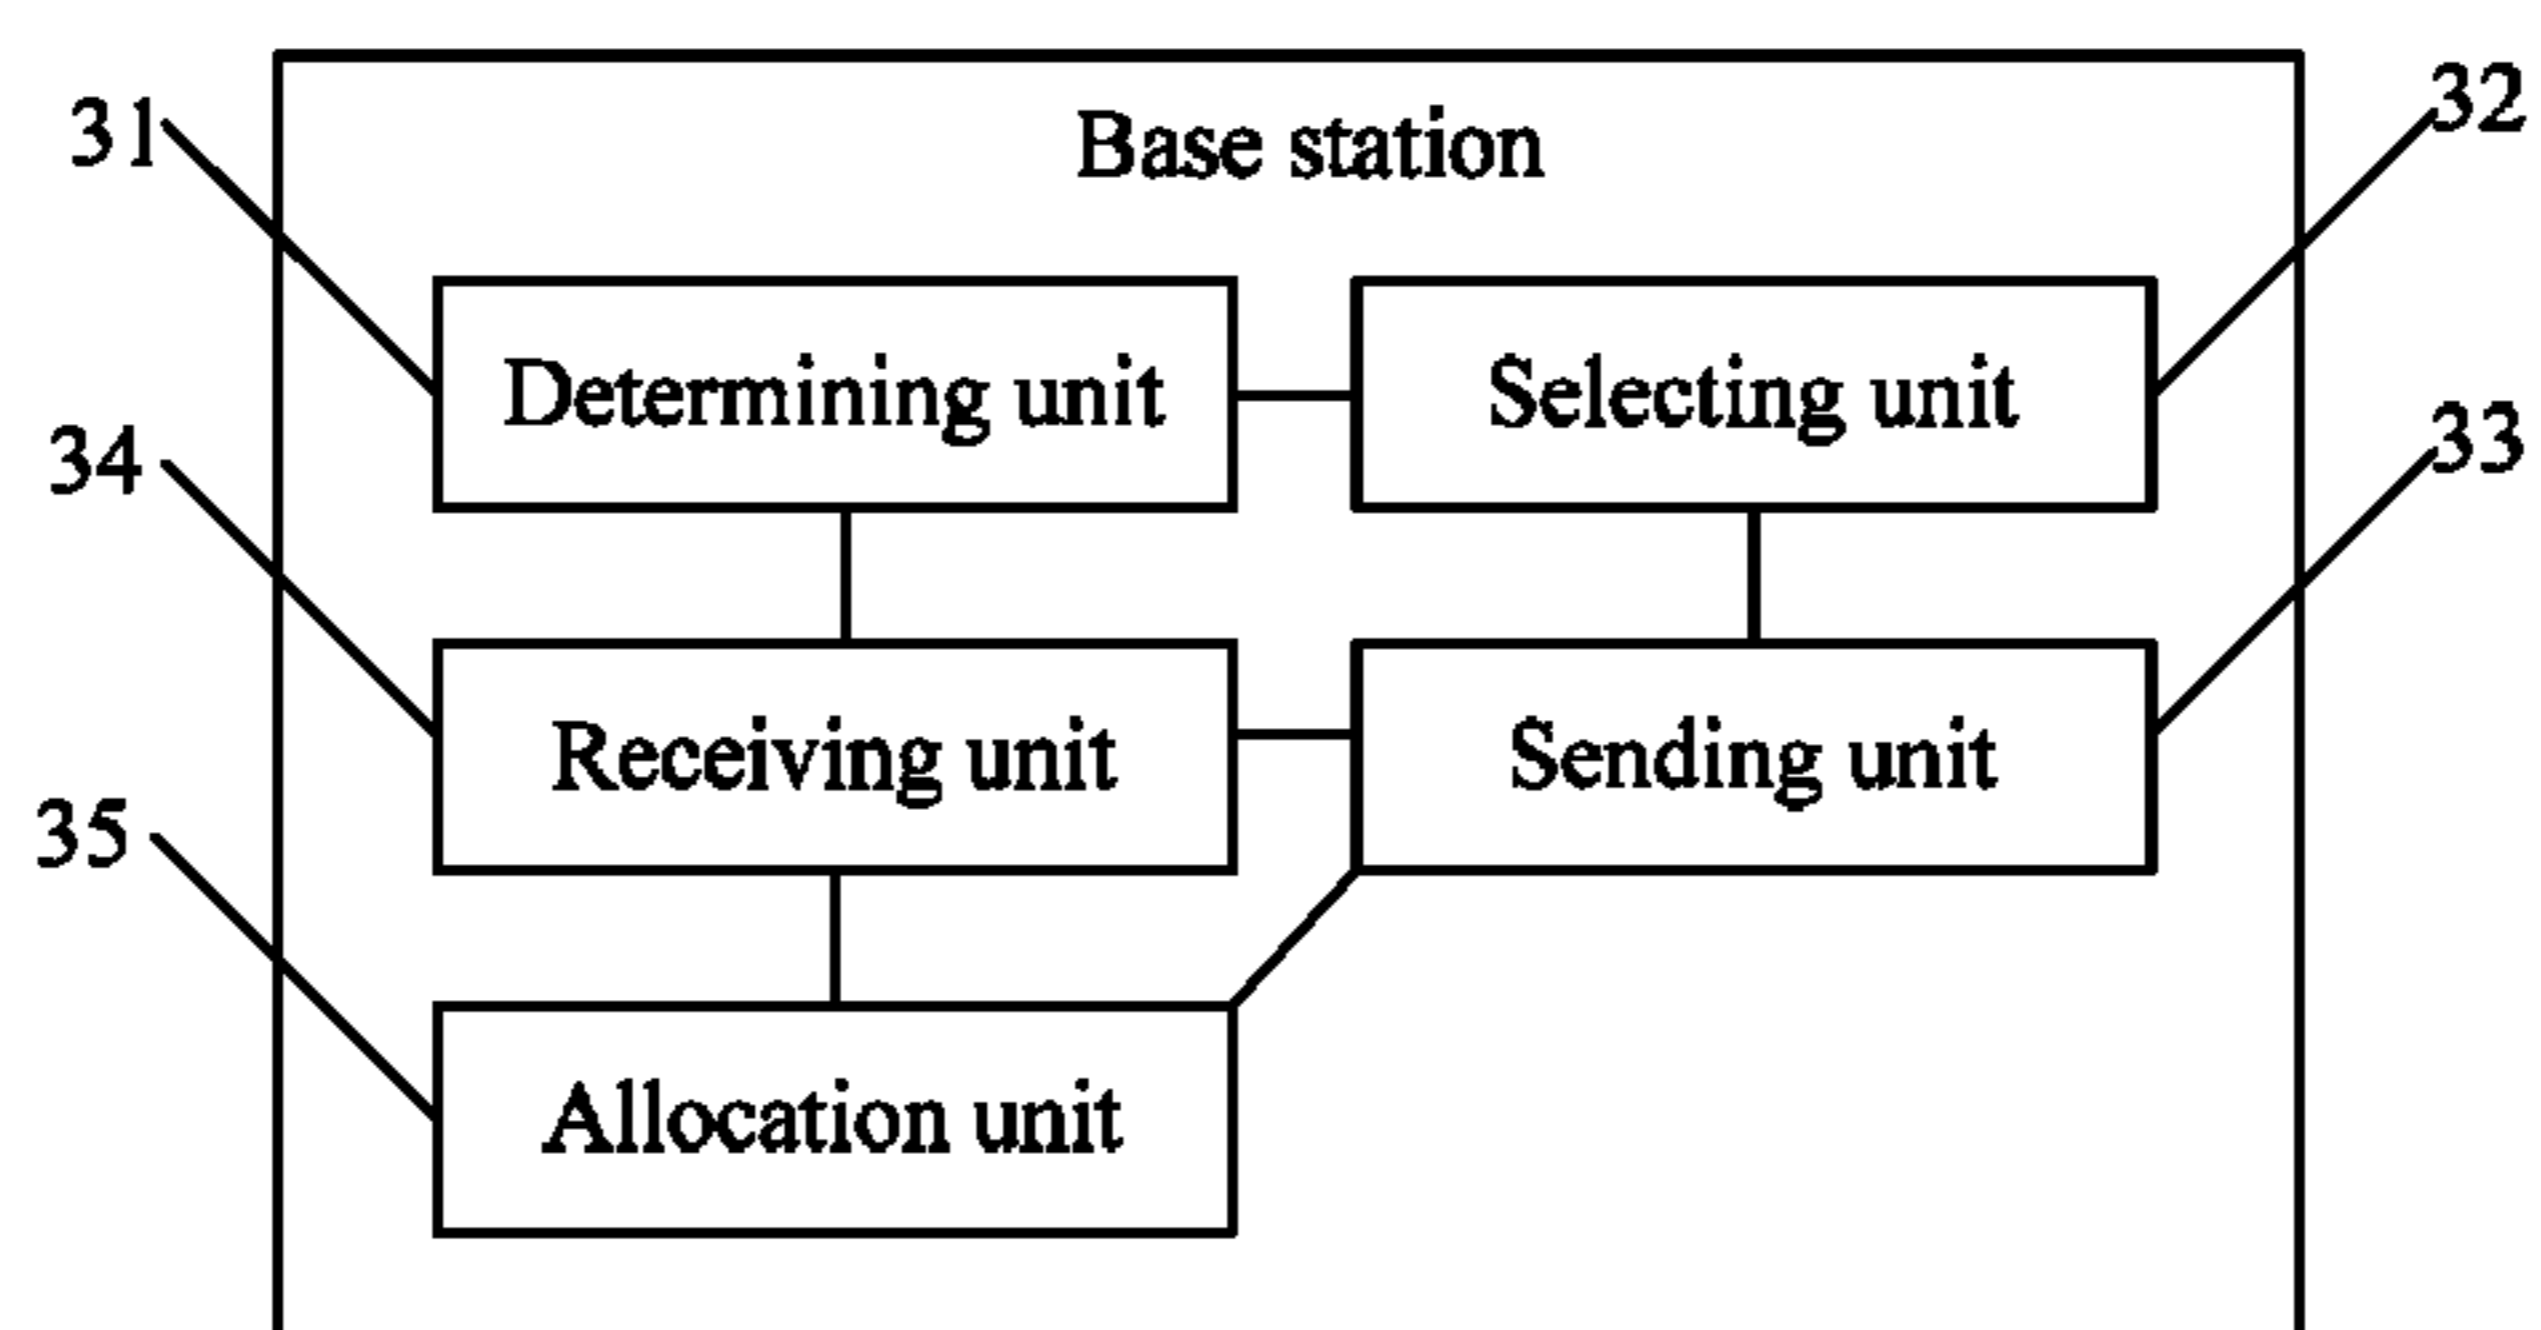 Base station
31
32
Determining unit
Selecting unit
34
33
Receiving unit
Sending unit
35
Allocation unit